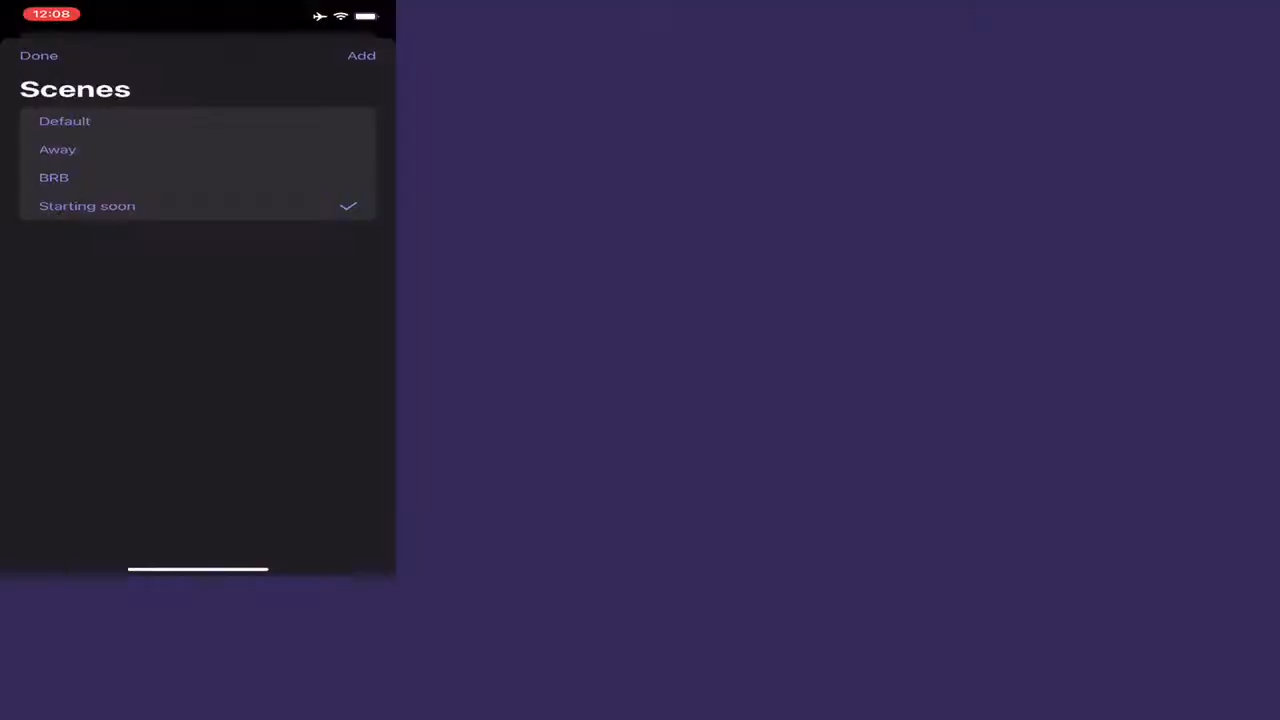 12:08
Done
Add
Scenes
Default
Away
BRB
Starting soon